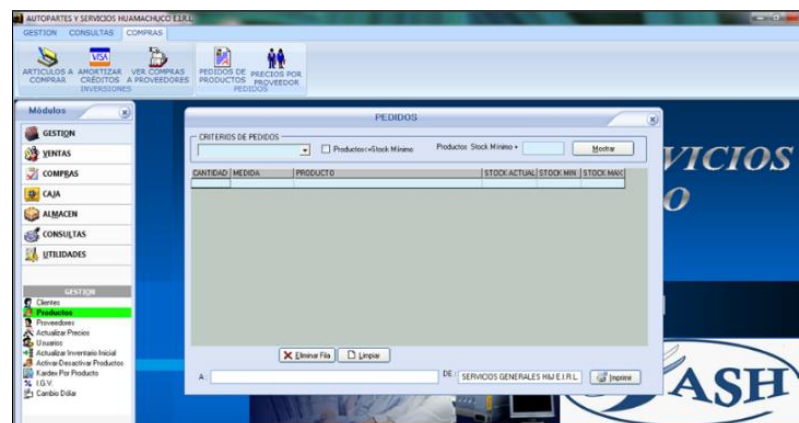 AUTOPARTES Y SERVICIOS HUAMACHUCO E.I.R.L
GESTION CONSULTAS COMPRAS
ARTICULOS A COMPRAR
AMORTIZAR CRÉDITOS
VER COMPRAS A PROVEEDORES
INVERSIONES
PEDIDOS DE PRODUCTOS
PRECIOS POR PROVEEDOR
PEDIDOS
VISA
Módulos
GESTION
VENTAS
COMPRAS
CAJA
ALMACEN
CONSULTAS
UTILIDADES
GESTION
Clientes
Productos
Proveedores
Actualizar Precios
Usuarios
Actualizar Inventario Inicial
Activar-Desactivar Productos
Kardex Por Producto
I.G.V.
Cambio Dólar
PEDIDOS
CRITERIOS DE PEDIDOS
Productos<=Stock Mínimo
Productos Stock Mínimo +
Mostrar
CANTIDAD MEDIDA PRODUCTO STOCK ACTUAL STOCK MIN STOCK MAX
Eliminar Fila
Limpiar
A:
DE: SERVICIOS GENERALES H&J E.I.R.L
Imprimir
VICIOS
O
ASH